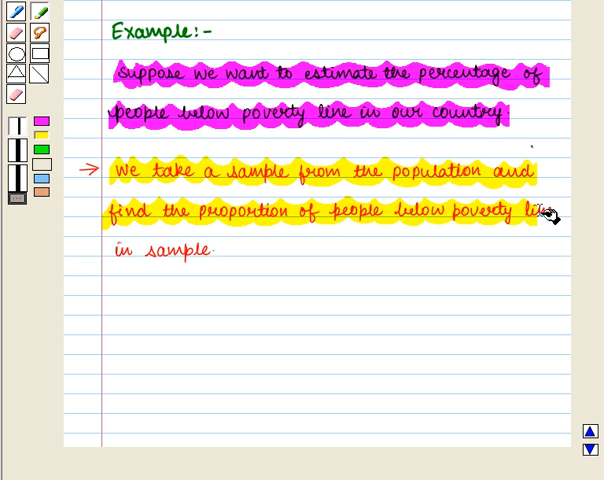 Example:-
Suppose we want to estimate the percentage of
people below poverty line in our country.
→ We take a sample from the population and
find the proportion of people below poverty line
in sample.